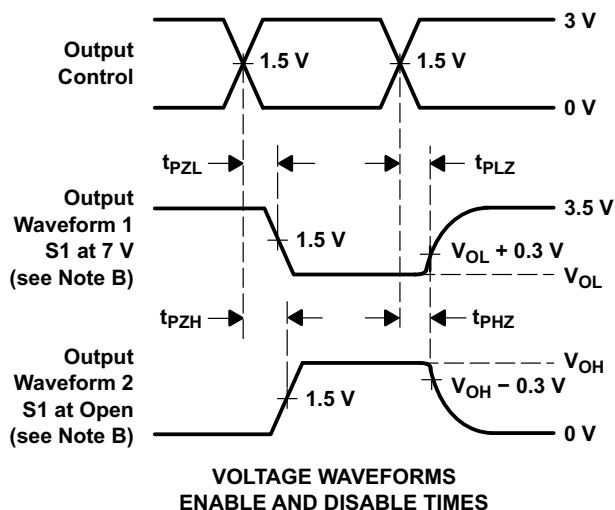 Output
Control
3 V
1.5 V
1.5 V
0 V
tPZL
tPLZ
Output
Waveform 1
S1 at 7 V
(see Note B)
3.5 V
1.5 V
VOL + 0.3 V
VOL
tPZH
tPHZ
Output
Waveform 2
S1 at Open
(see Note B)
VOH
VOH − 0.3 V
1.5 V
0 V
VOLTAGE WAVEFORMS
ENABLE AND DISABLE TIMES